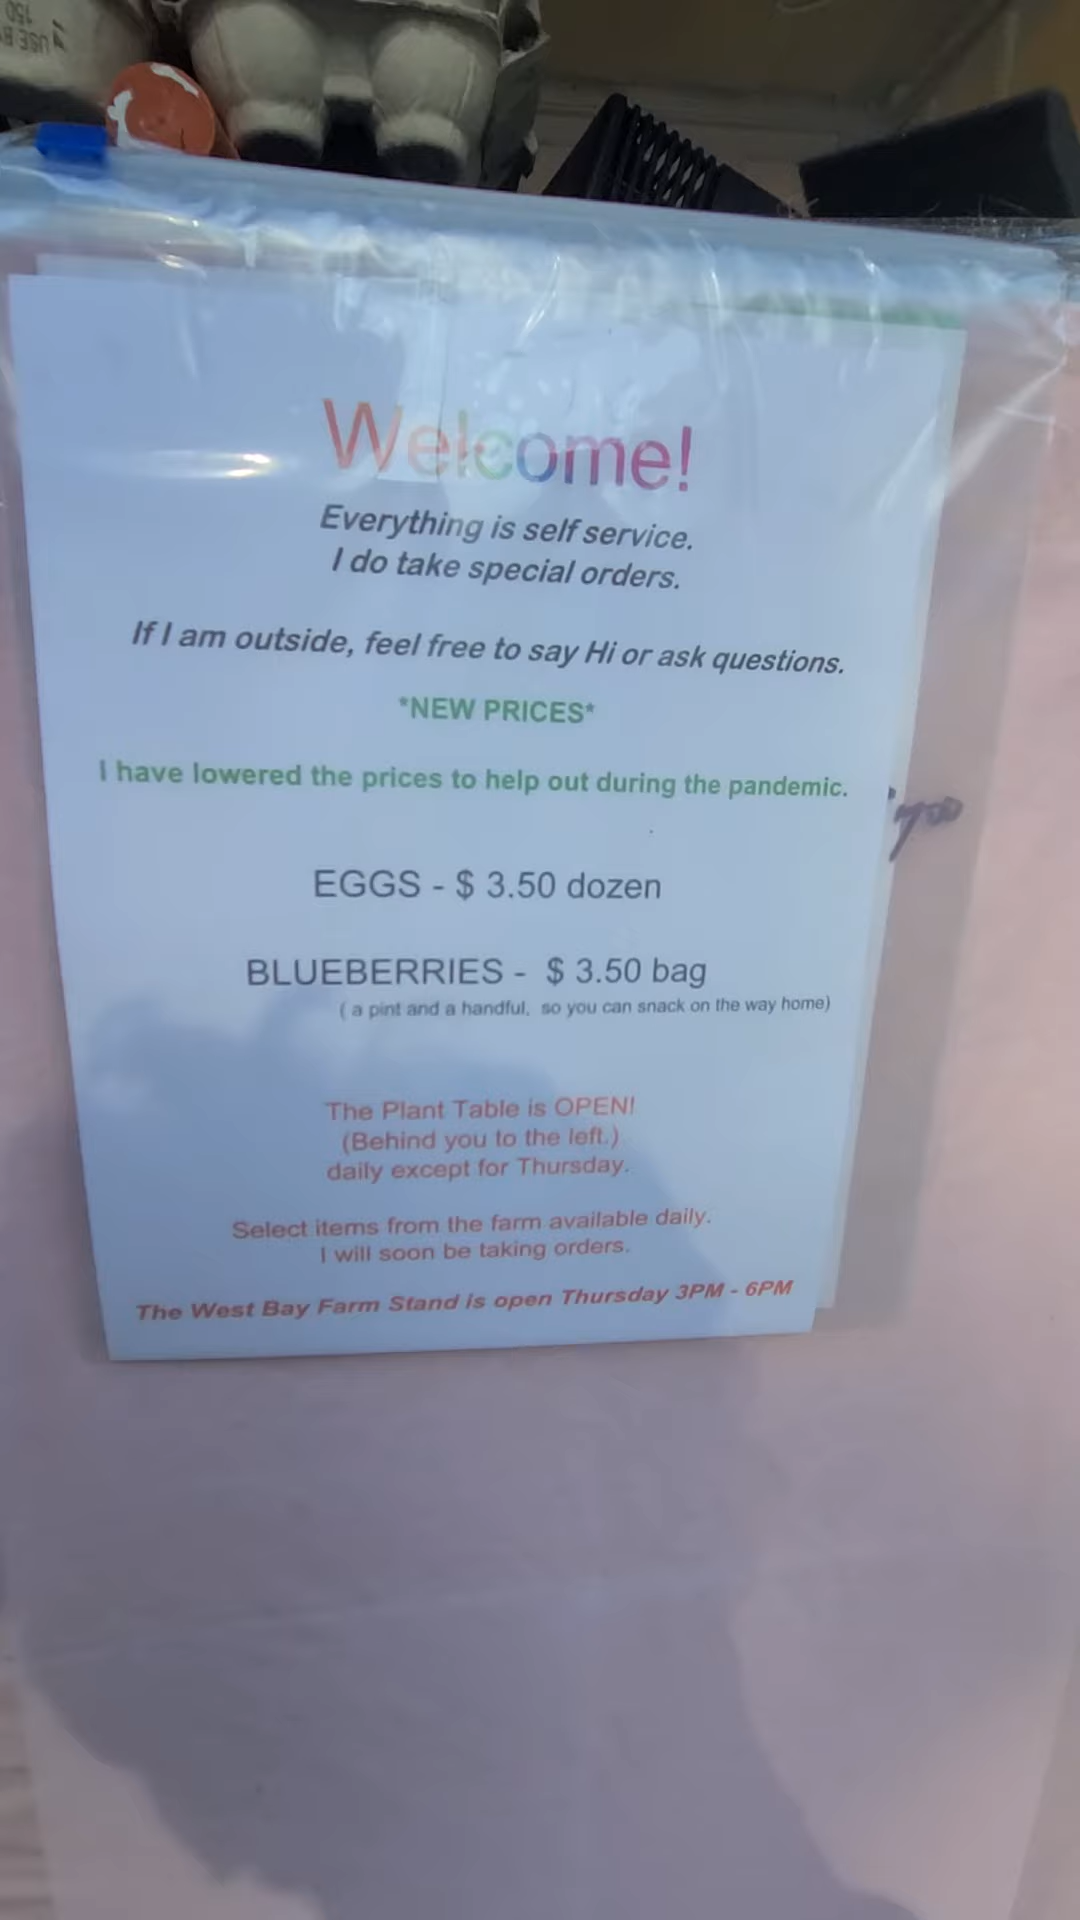 Welcome!
Everything is self service.
I do take special orders.
If I am outside, feel free to say Hi or ask questions.
*NEW PRICES*
I have lowered the prices to help out during the pandemic.
EGGS - $ 3.50 dozen
BLUEBERRIES - $ 3.50 bag
( a pint and a handful, so you can snack on the way home)
The Plant Table is OPEN!
(Behind you to the left.)
daily except for Thursday.
Select items from the farm available daily.
I will soon be taking orders.
The West Bay Farm Stand is open Thursday 3PM - 6PM